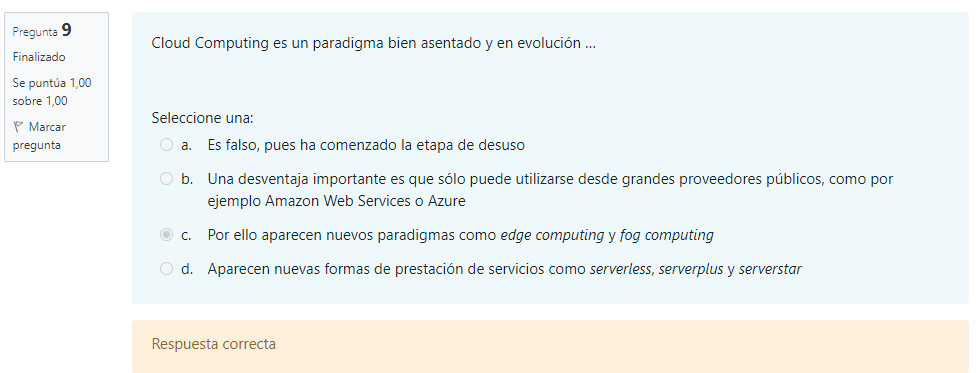 Pregunta 9
Finalizado
Se puntúa 1,00
sobre 1,00
Marcar
pregunta
Cloud Computing es un paradigma bien asentado y en evolución ...
Seleccione una:
a. Es falso, pues ha comenzado la etapa de desuso
b. Una desventaja importante es que sólo puede utilizarse desde grandes proveedores públicos, como por
ejemplo Amazon Web Services o Azure
c. Por ello aparecen nuevos paradigmas como edge computing y fog computing
d. Aparecen nuevas formas de prestación de servicios como serverless, serverplus y serverstar
Respuesta correcta